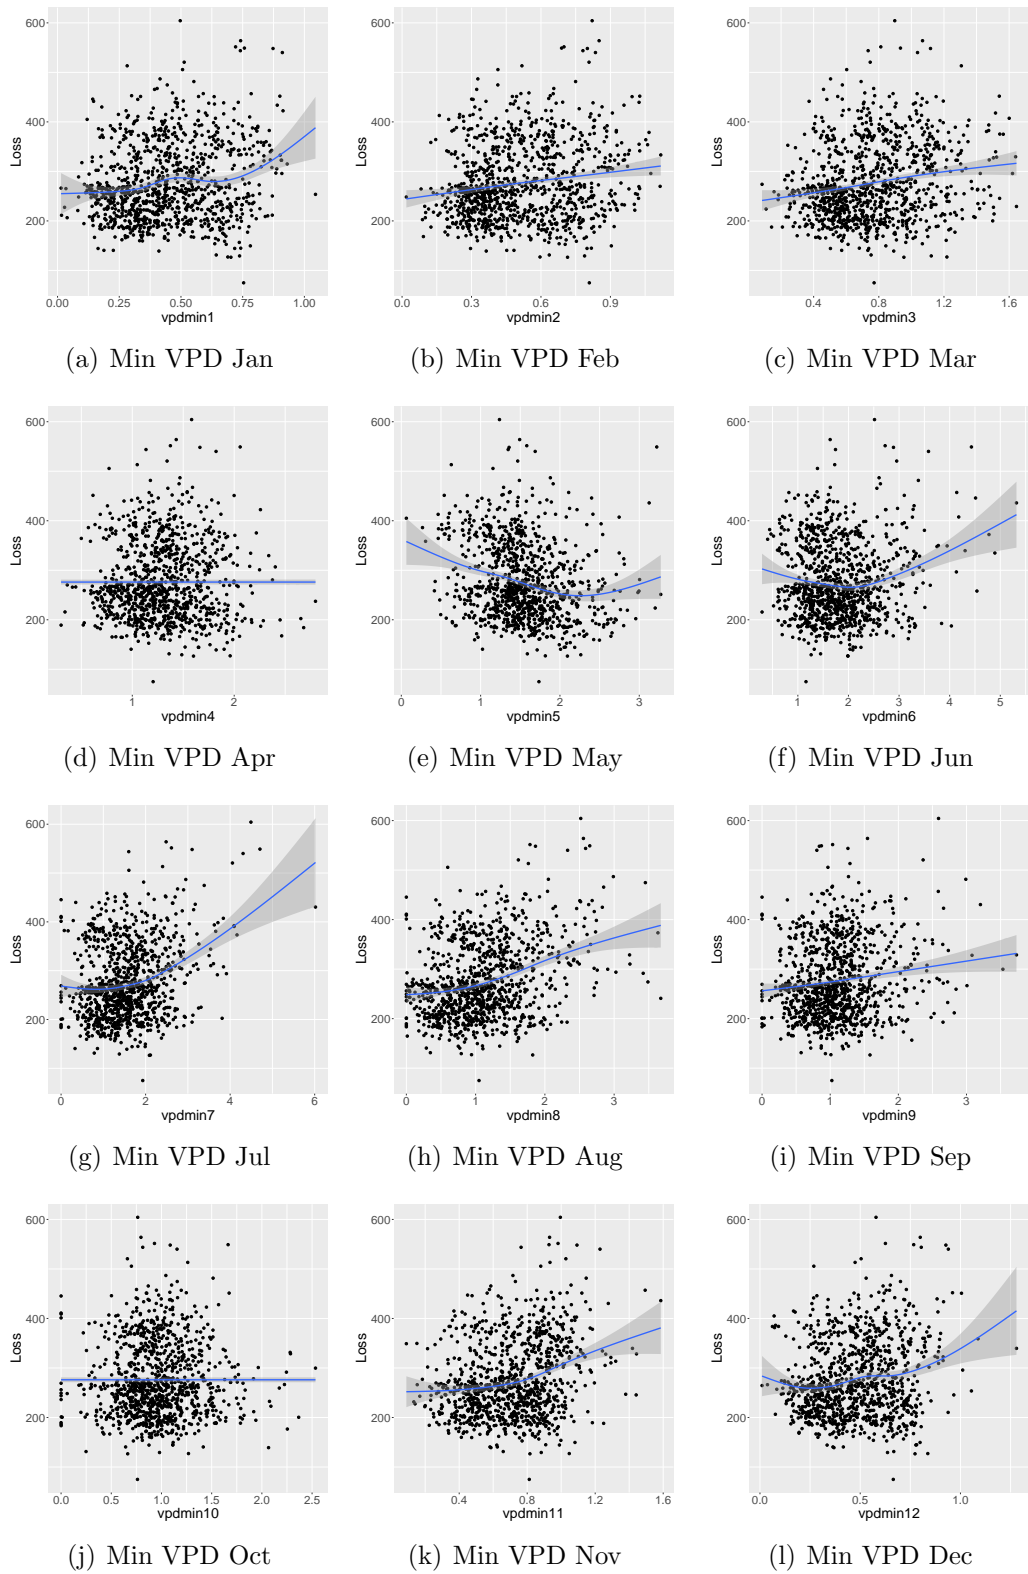 600
400
200
Loss
0.00 0.25 0.50 0.75 1.00
vpdmin1
(a) Min VPD Jan
600
400
200
Loss
0.0 0.3 0.6 0.9
vpdmin2
(b) Min VPD Feb
600
400
200
Loss
0.4 0.8 1.2 1.6
vpdmin3
(c) Min VPD Mar
600
400
200
Loss
1 2
vpdmin4
(d) Min VPD Apr
600
400
200
Loss
0 1 2 3
vpdmin5
(e) Min VPD May
600
400
200
Loss
1 2 3 4 5
vpdmin6
(f) Min VPD Jun
600
400
200
Loss
0 2 4 6
vpdmin7
(g) Min VPD Jul
600
400
200
Loss
0 1 2 3
vpdmin8
(h) Min VPD Aug
600
400
200
Loss
0 1 2 3
vpdmin9
(i) Min VPD Sep
600
400
200
Loss
0.0 0.5 1.0 1.5 2.0 2.5
vpdmin10
(j) Min VPD Oct
600
400
200
Loss
0.4 0.8 1.2 1.6
vpdmin11
(k) Min VPD Nov
600
400
200
Loss
0.0 0.5 1.0
vpdmin12
(l) Min VPD Dec